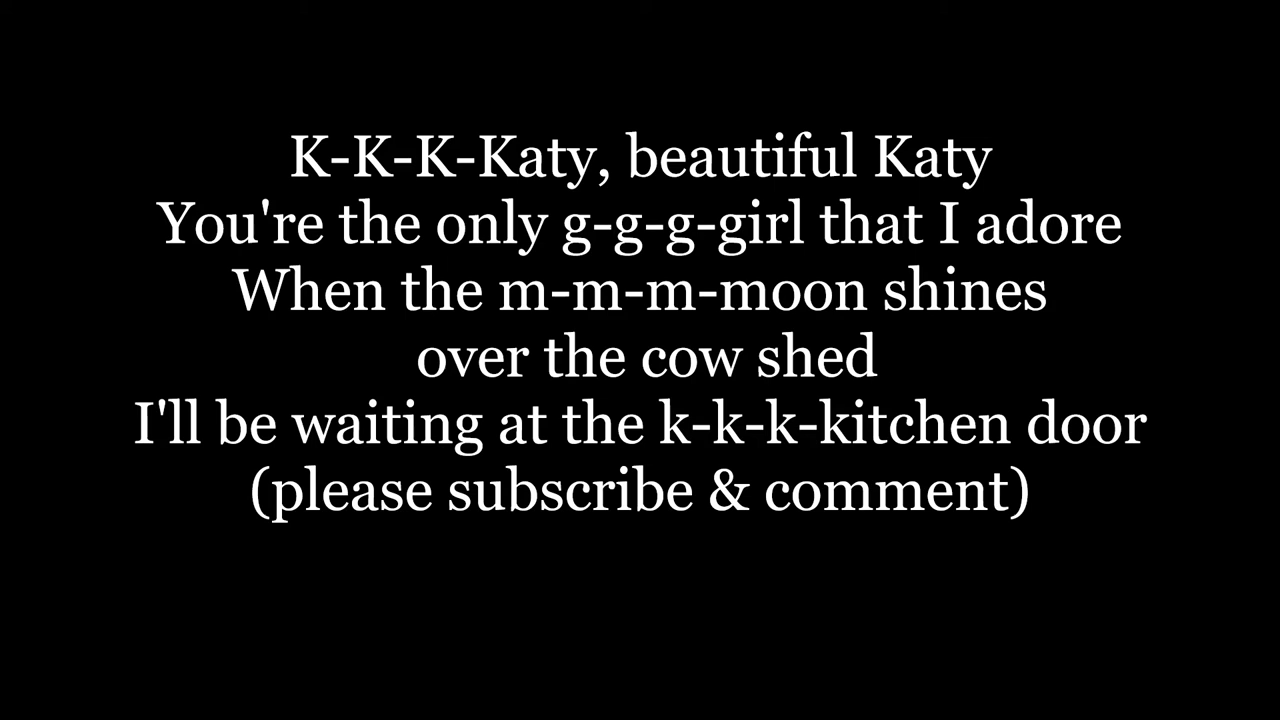 K-K-K-Katy, beautiful Katy
You're the only g-g-g-girl that I adore
When the m-m-m-moon shines
over the cow shed
I'll be waiting at the k-k-k-kitchen door
(please subscribe & comment)